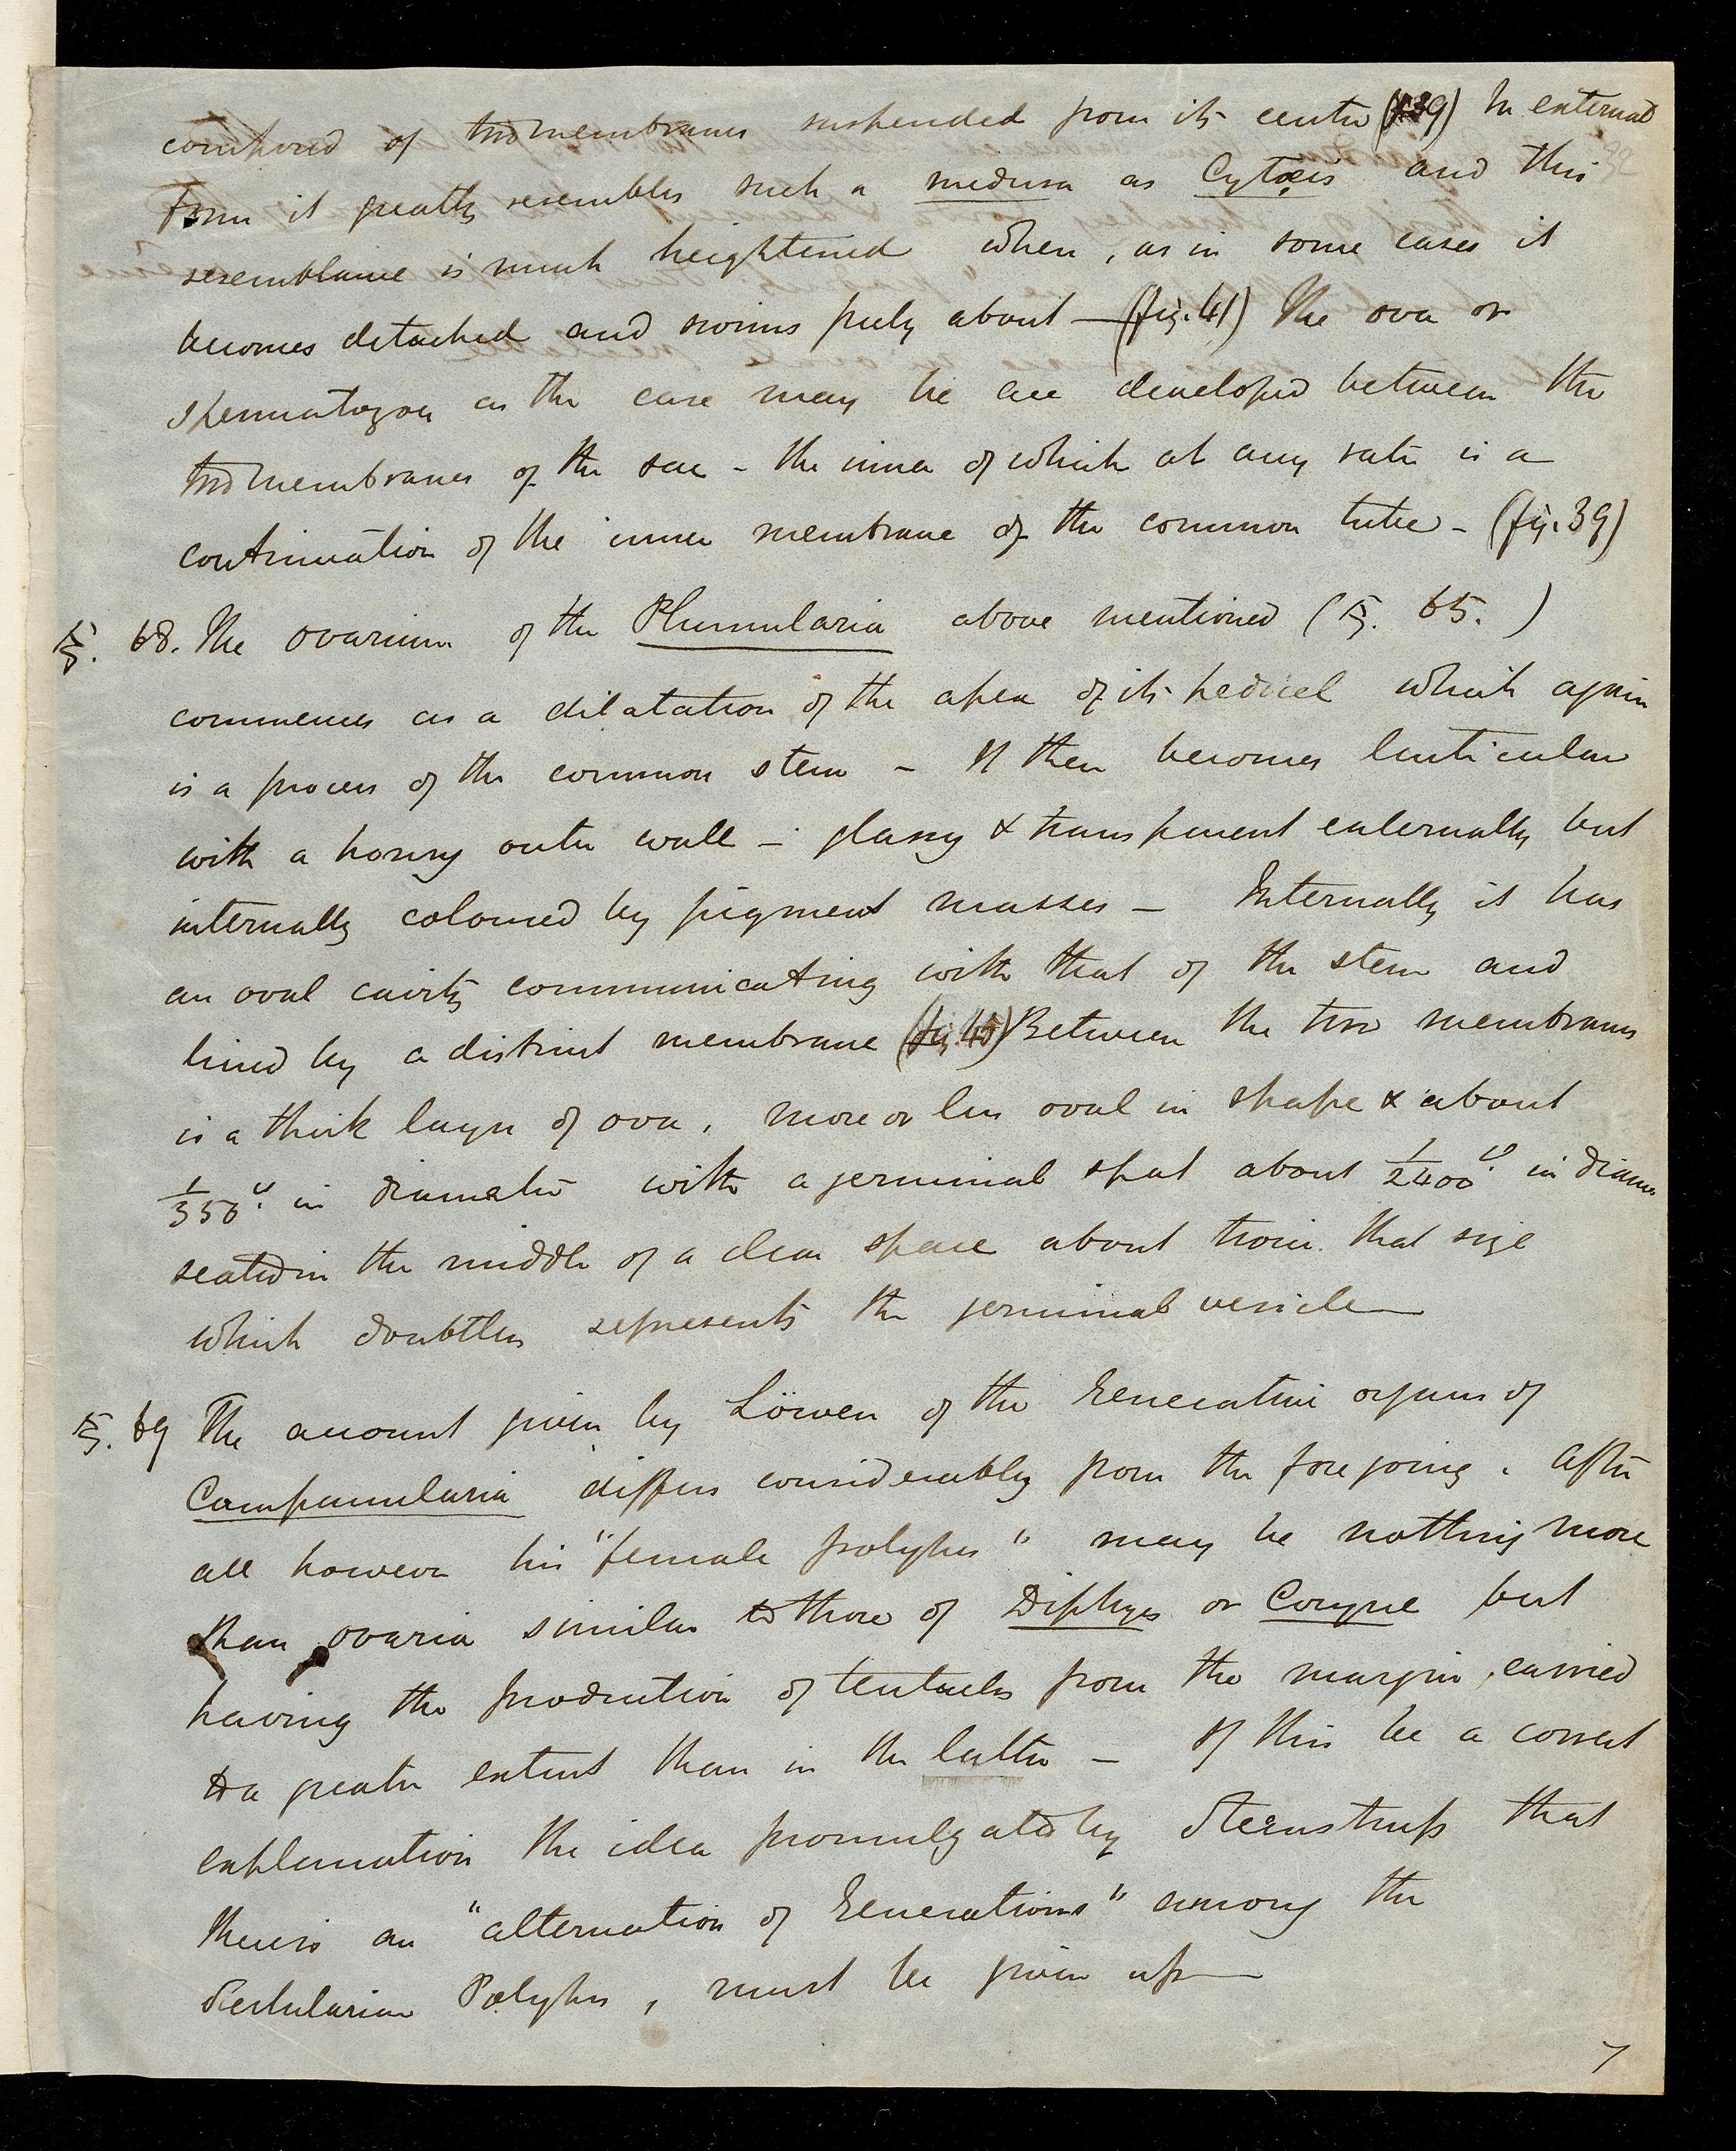 composed of two membranes suspended from its centre (f.39) In external
form it greatly resembles such a medusa as Cytæis and this
resemblance is much heightened when, as in some cases it
becomes detached and swims freely about — (fig. 41) The ova or
spermatozoa as the case may be are developed between the
two membranes of the sac – the inner of which at any rate is a
continuation of the inner membrane of the common tube – (fig. 39)
§. 68. The ovarium of the Plumularia above mentioned (§. 65.)
commences as a dilatation of the apex of its pedicel which again
is a process of the common stem – It then becomes lenticular
with a horny outer wall – glassy & transparent externally but
internally coloured by pigment masses – Internally it has
an oval cavity communicating with that of the stem and
lined by a distinct membrane (fig. 45) Between the two membranes
is a thick layer of ova, more or less oval in shape & about
1/350". in diameter with a germinal spot about 1/2400". in diam
seated in the middle of a clear space about twice that size
which doubtless represents the germinal vesicle —
§. 69 The account given by Löwen of the Generative organs of
Campanularia differs considerably from the foregoing. After
all however his "female polypes" may be nothing more
than ovaria similar to those of Diphyes or Coryne but
having the production of tentacles from the margin, carried
to a greater extent than in the latter – If this be a correct
explanation the idea promulgated by Steenstrup that
there is an "alternation of Generations" among the
Sertularian Polypes, must be given up —
7